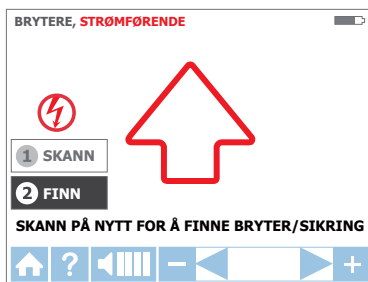 BRYTERE, STRØMFØRENDE
1 SKANN
2 FINN
SKANN PÅ NYTT FOR Å FINNE BRYTER/SIKRING
? − +